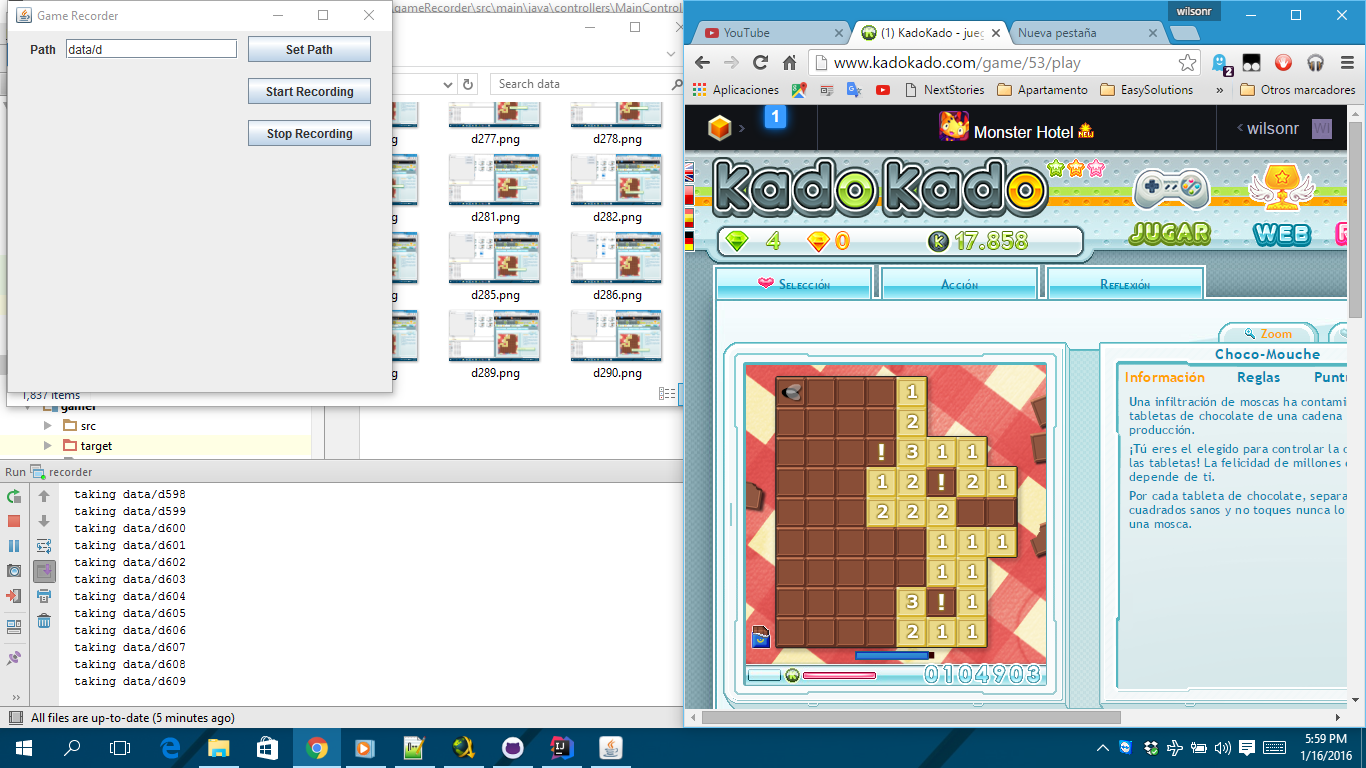 Game Recorder
Path data/d Set Path
Start Recording
Stop Recording
gameRecorder\src\main\java\controllers\MainControl
Search data
d277.png d278.png
d281.png d282.png
d285.png d286.png
d289.png d290.png
1,837 items
gamer
src
target
Run recorder
taking data/d598
taking data/d599
taking data/d600
taking data/d601
taking data/d602
taking data/d603
taking data/d604
taking data/d605
taking data/d606
taking data/d607
taking data/d608
taking data/d609
All files are up-to-date (5 minutes ago)
wilsonr
YouTube (1) KadoKado - jueg Nueva pestaña
www.kadokado.com/game/53/play
2
Aplicaciones NextStories Apartamento EasySolutions » Otros marcadores
1 Monster Hotel NEW wilsonr WI
kadokado
JUGAR WEB
4 0 K 17.858
Selección Acción Reflexión
Zoom
Choco-Mouche
Información Reglas Puntu
Una infiltración de moscas ha contami
tabletas de chocolate de una cadena
producción.
¡Tú eres el elegido para controlar la c
las tabletas! La felicidad de millones
depende de ti.
Por cada tableta de chocolate, separa
cuadrados sanos y no toques nunca lo
una mosca.
1
2
! 3 1 1
1 2 ! 2 1
2 2 2
1 1 1
1 1
3 ! 1
2 1 1
0104903
5:59 PM
1/16/2016